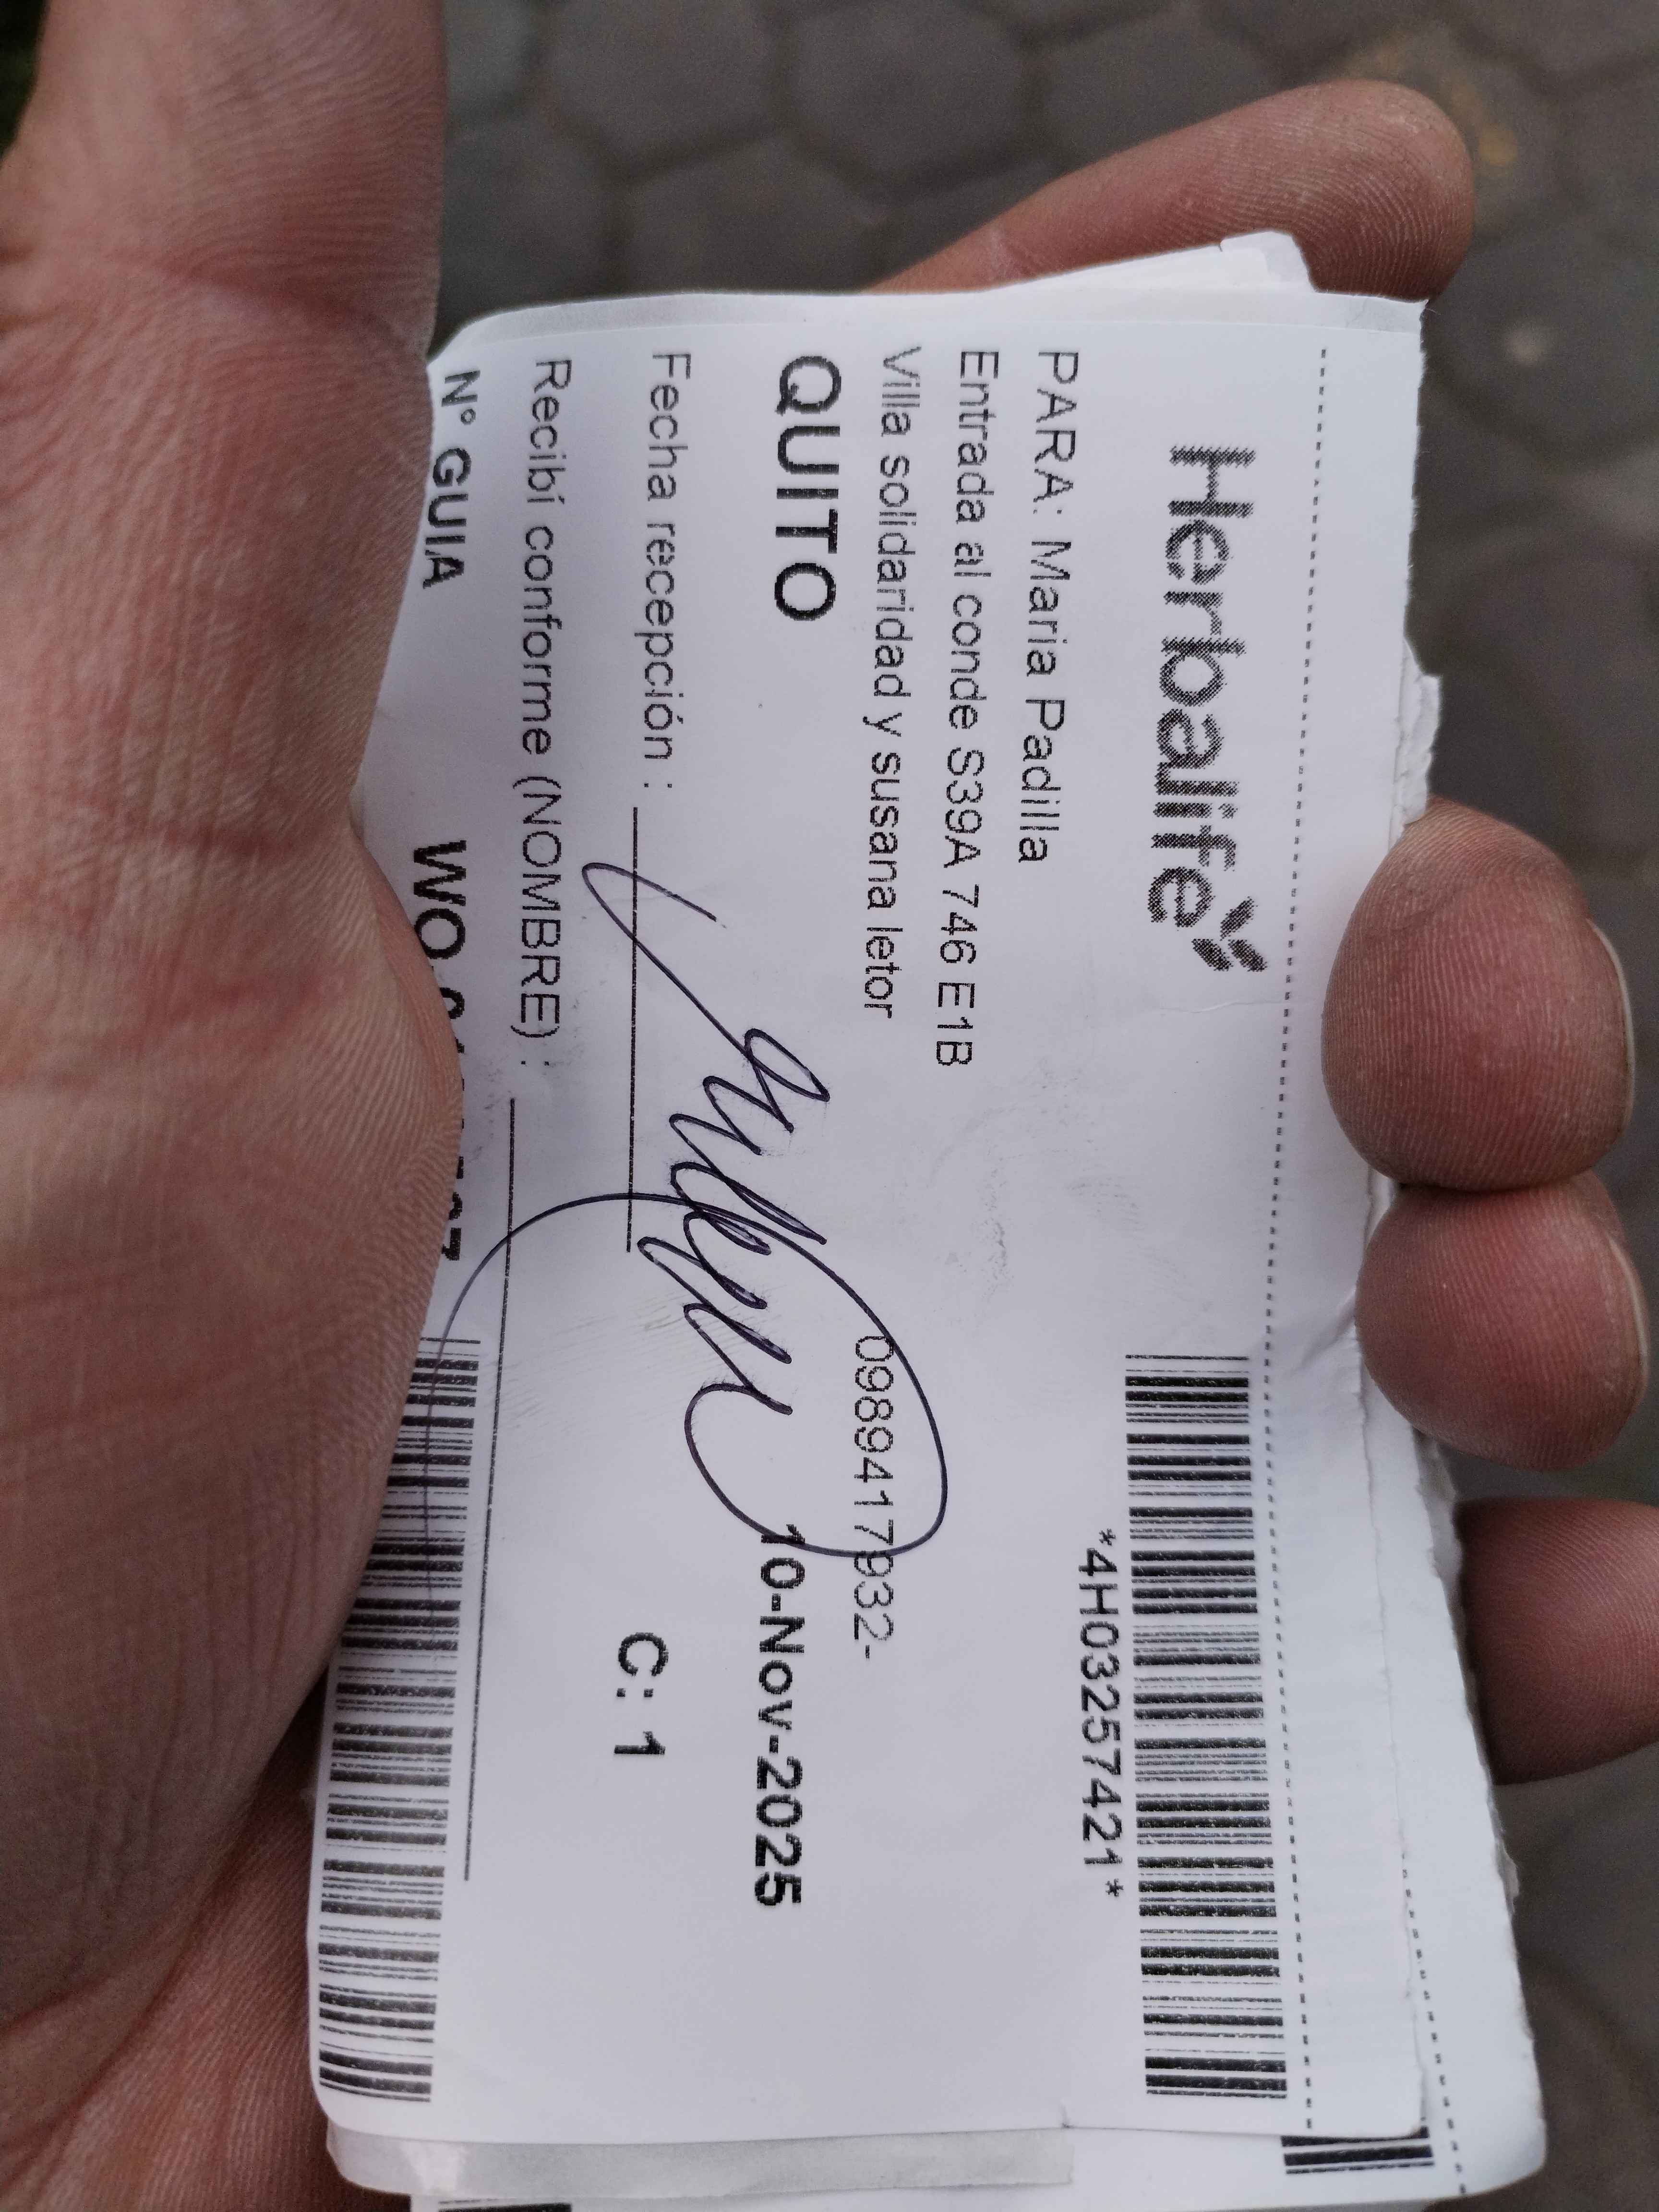 Herbalife
*4H03257421*
PARA: Maria Padilla
Entrada al conde S39A 746 E1B
Villa solidaridad y susana letor
0989417932-
QUITO
10-Nov-2025
Fecha recepción :
C: 1
Recibí conforme (NOMBRE) :
N° GUIA